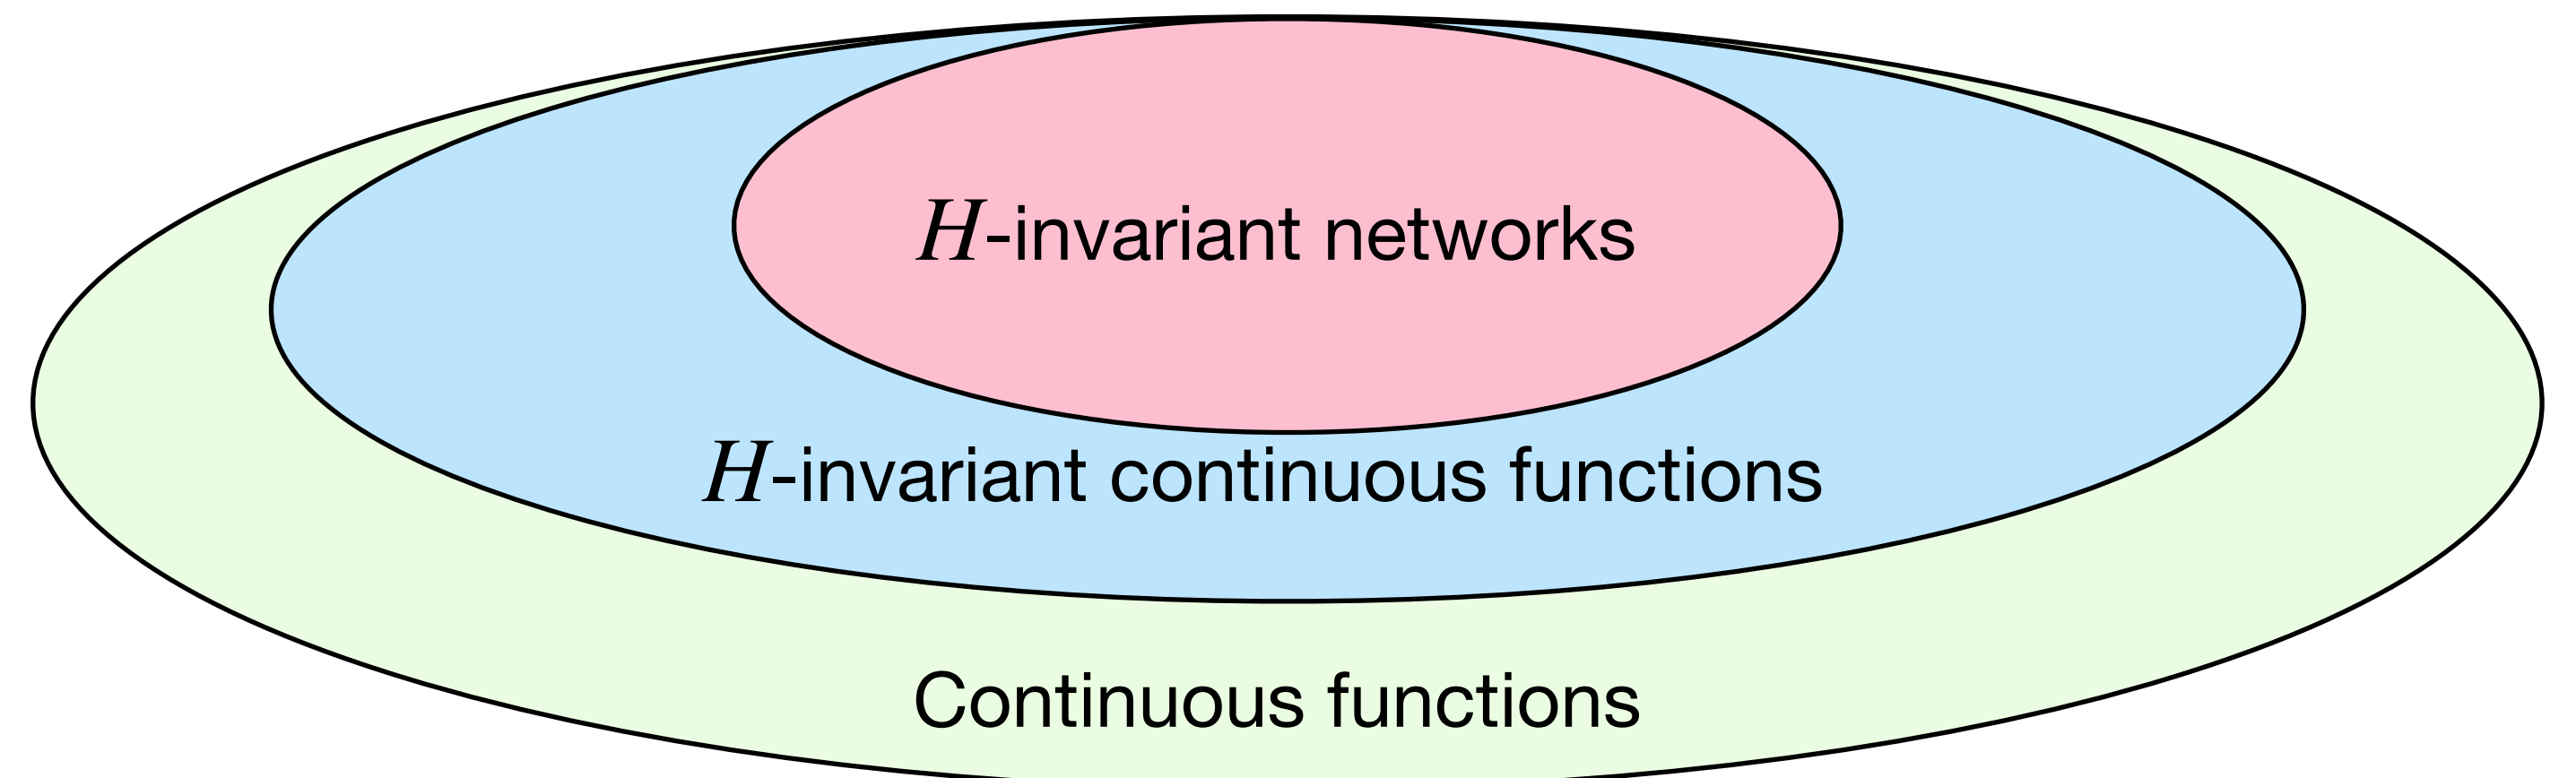 H-invariant networks
H-invariant continuous functions
Continuous functions